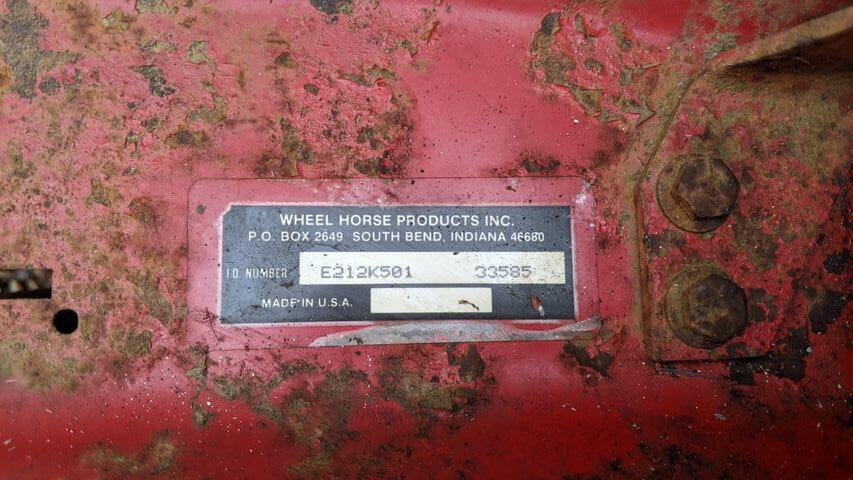 WHEEL HORSE PRODUCTS INC.
P.O. BOX 2649 SOUTH BEND, INDIANA 46680
I.D. NUMBER E212K501 33585
MADE IN U.S.A.